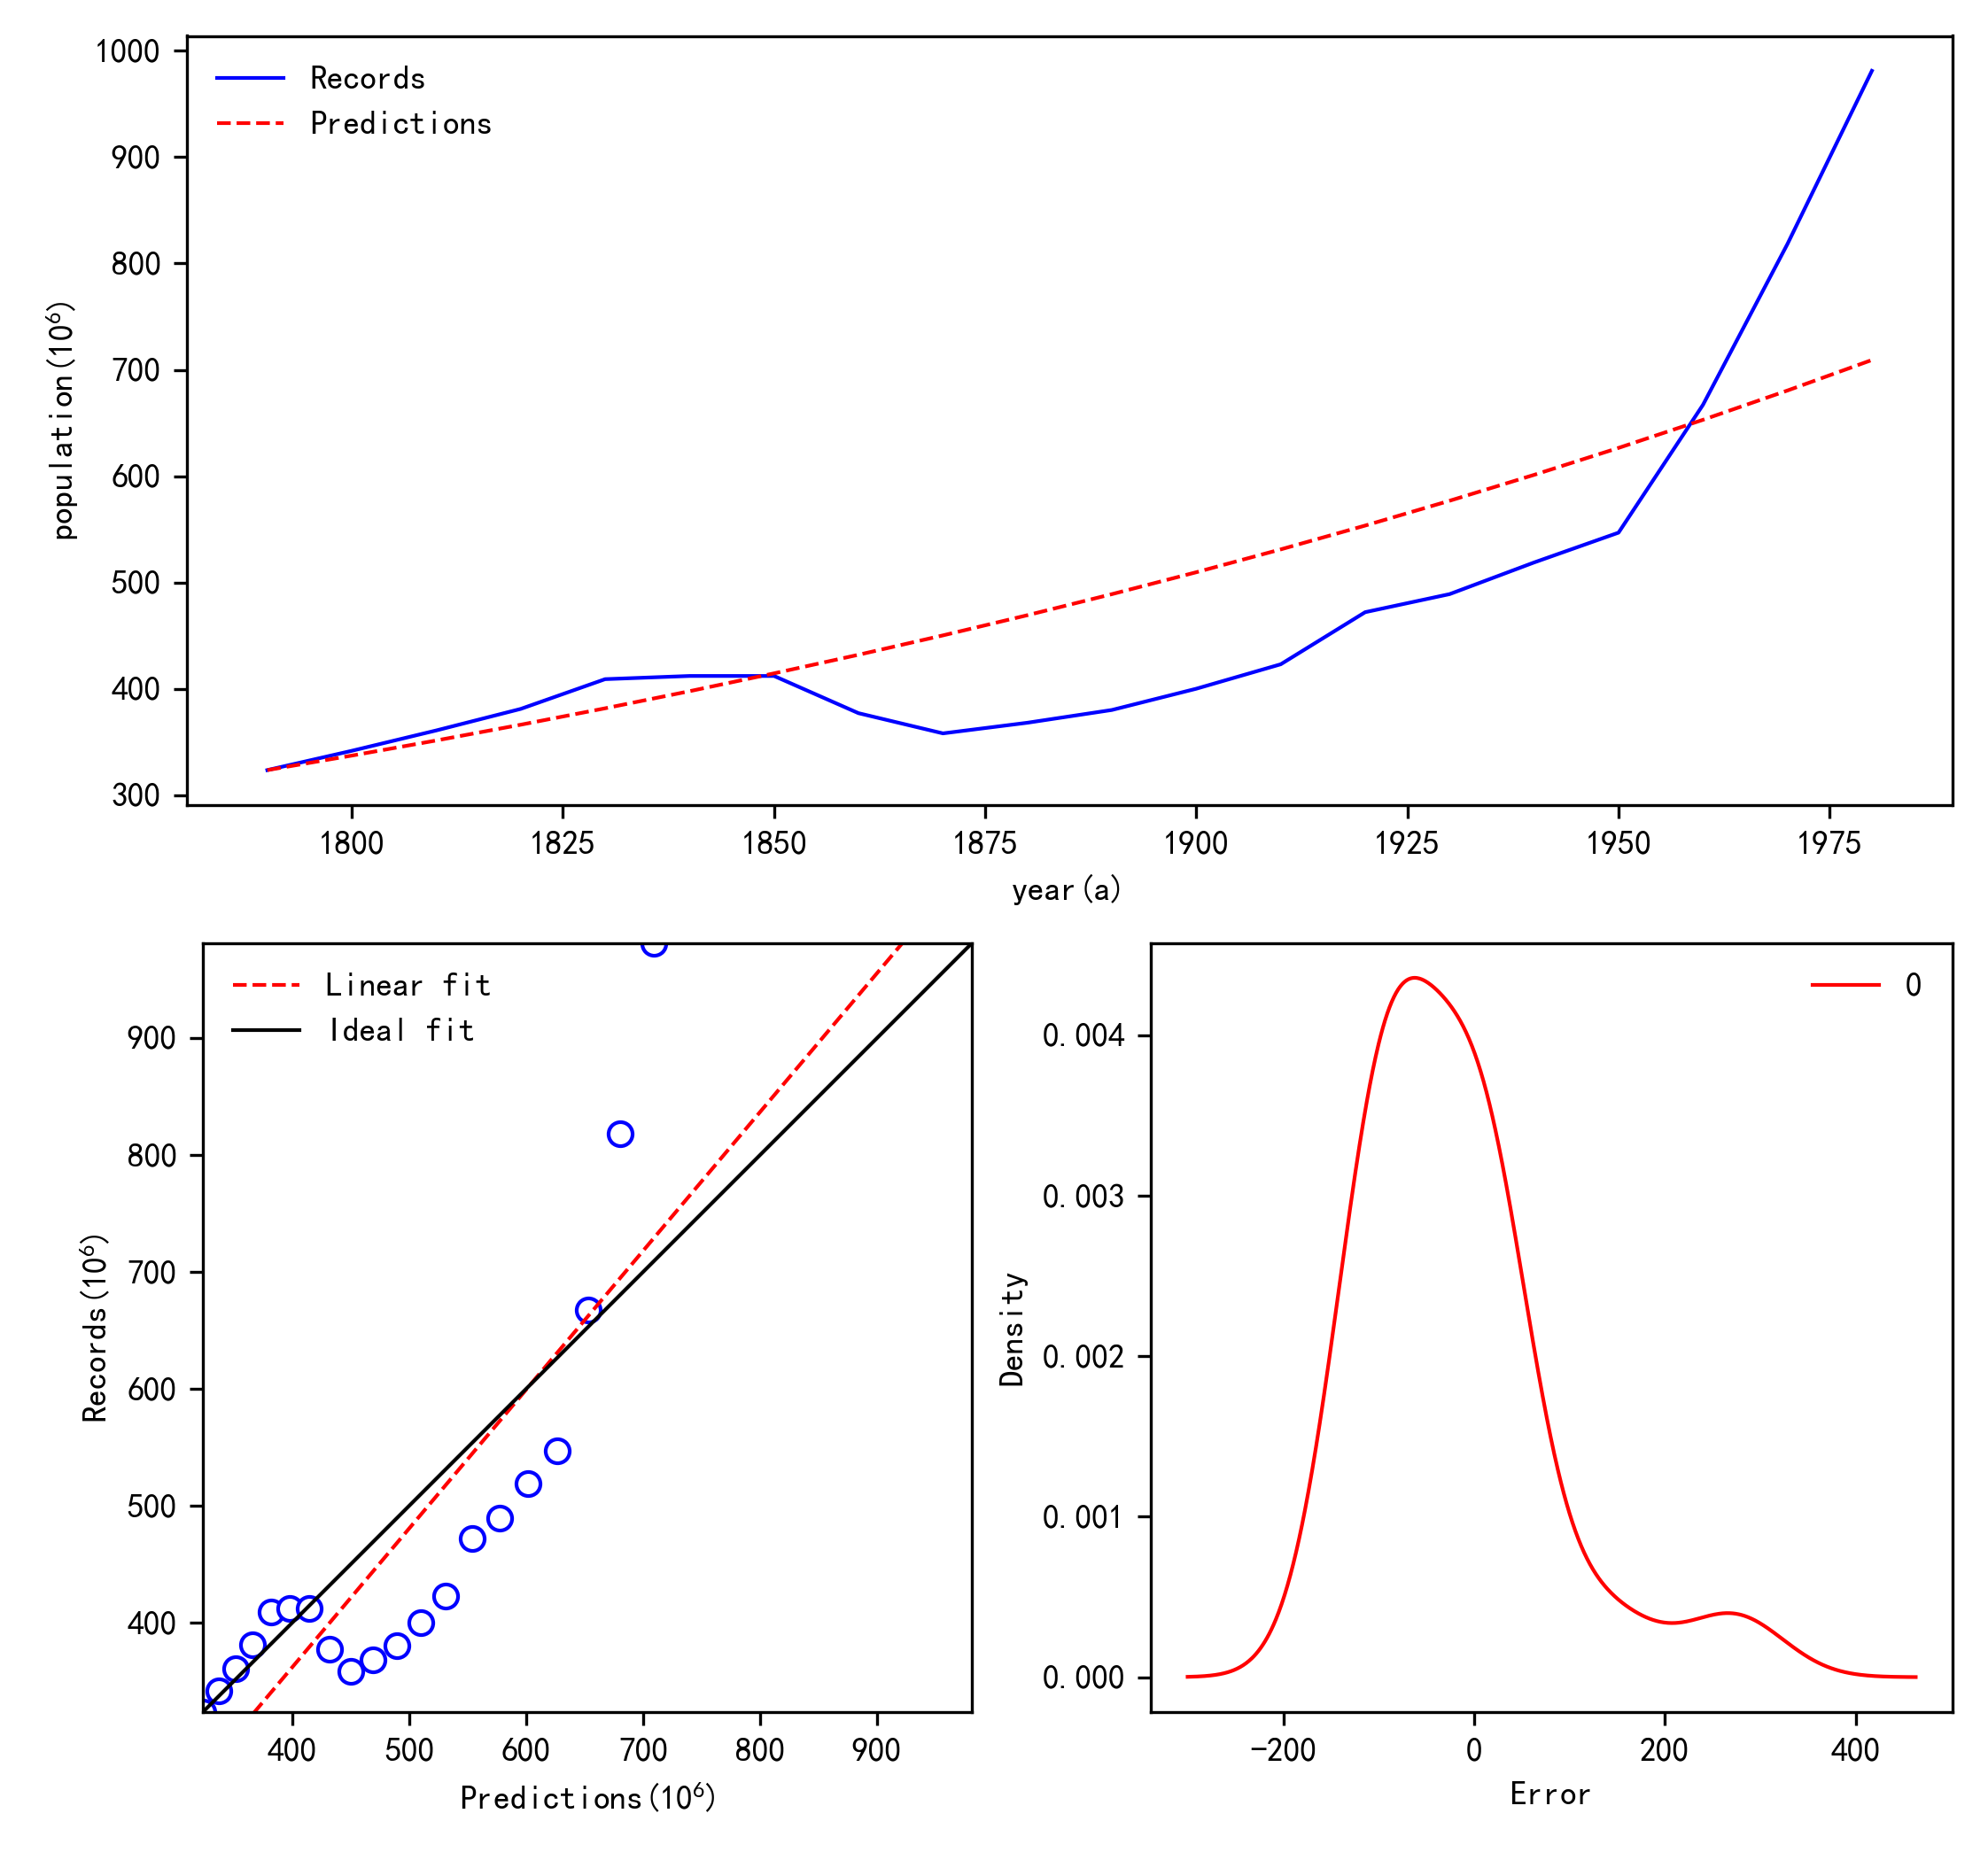 1000
900
800
700
600
500
400
300
population(10⁶)
Records
Predictions
1800 1825 1850 1875 1900 1925 1950 1975
year(a)
900
800
700
600
500
400
Records(10⁶)
Linear fit
Ideal fit
400 500 600 700 800 900
Predictions(10⁶)
0.004
0.003
0.002
0.001
0.000
Density
0
-200 0 200 400
Error